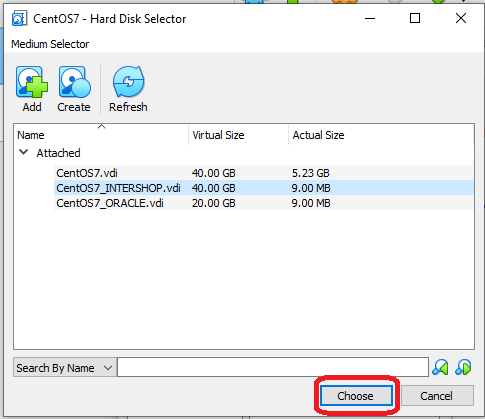 CentOS7 - Hard Disk Selector
Medium Selector
Add Create Refresh
Name Virtual Size Actual Size
Attached
CentOS7.vdi 40.00 GB 5.23 GB
CentOS7_INTERSHOP.vdi 40.00 GB 9.00 MB
CentOS7_ORACLE.vdi 20.00 GB 9.00 MB
Search By Name
Choose Cancel